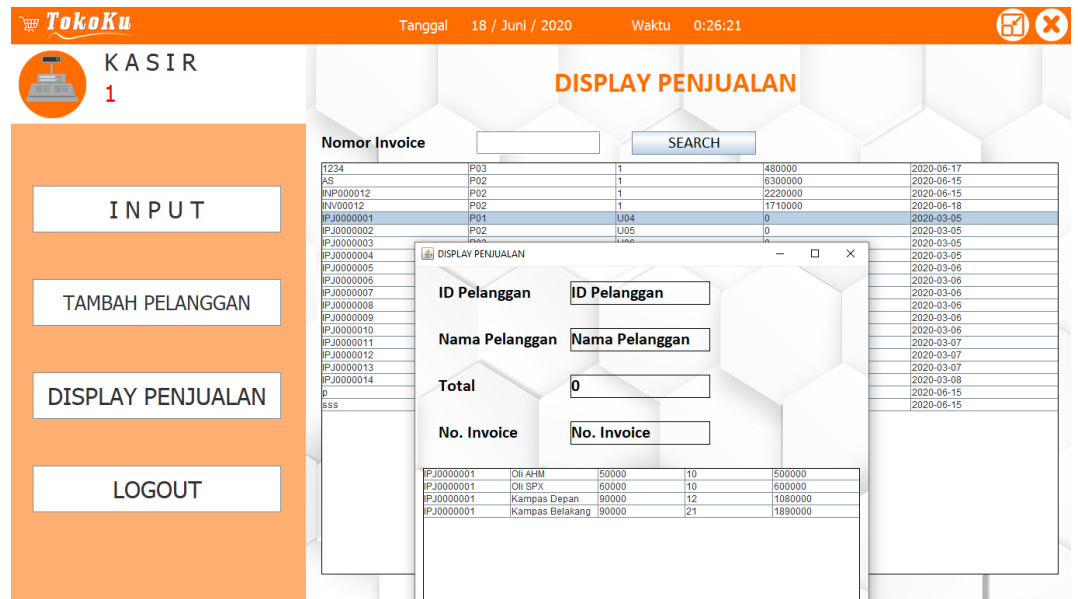 TokoKu Tanggal 18 / Juni / 2020 Waktu 0:26:21
KASIR
1
INPUT
TAMBAH PELANGGAN
DISPLAY PENJUALAN
LOGOUT
DISPLAY PENJUALAN
Nomor Invoice SEARCH
1234 P03 1 480000 2020-06-17
AS P02 1 6300000 2020-06-15
INP000012 P02 1 2220000 2020-06-15
INV00012 P02 1 1710000 2020-06-18
IPJ0000001 P01 U04 0 2020-03-05
IPJ0000002 P02 U05 0 2020-03-05
IPJ0000003 2020-03-05
IPJ0000004 2020-03-05
IPJ0000005 2020-03-06
IPJ0000006 2020-03-06
IPJ0000007 2020-03-06
IPJ0000008 2020-03-06
IPJ0000009 2020-03-06
IPJ0000010 2020-03-06
IPJ0000011 2020-03-07
IPJ0000012 2020-03-07
IPJ0000013 2020-03-07
IPJ0000014 2020-03-08
p 2020-06-15
sss 2020-06-15
DISPLAY PENJUALAN
ID Pelanggan ID Pelanggan
Nama Pelanggan Nama Pelanggan
Total 0
No. Invoice No. Invoice
IPJ0000001 Oli AHM 50000 10 500000
IPJ0000001 Oli SPX 60000 10 600000
IPJ0000001 Kampas Depan 90000 12 1080000
IPJ0000001 Kampas Belakang 90000 21 1890000